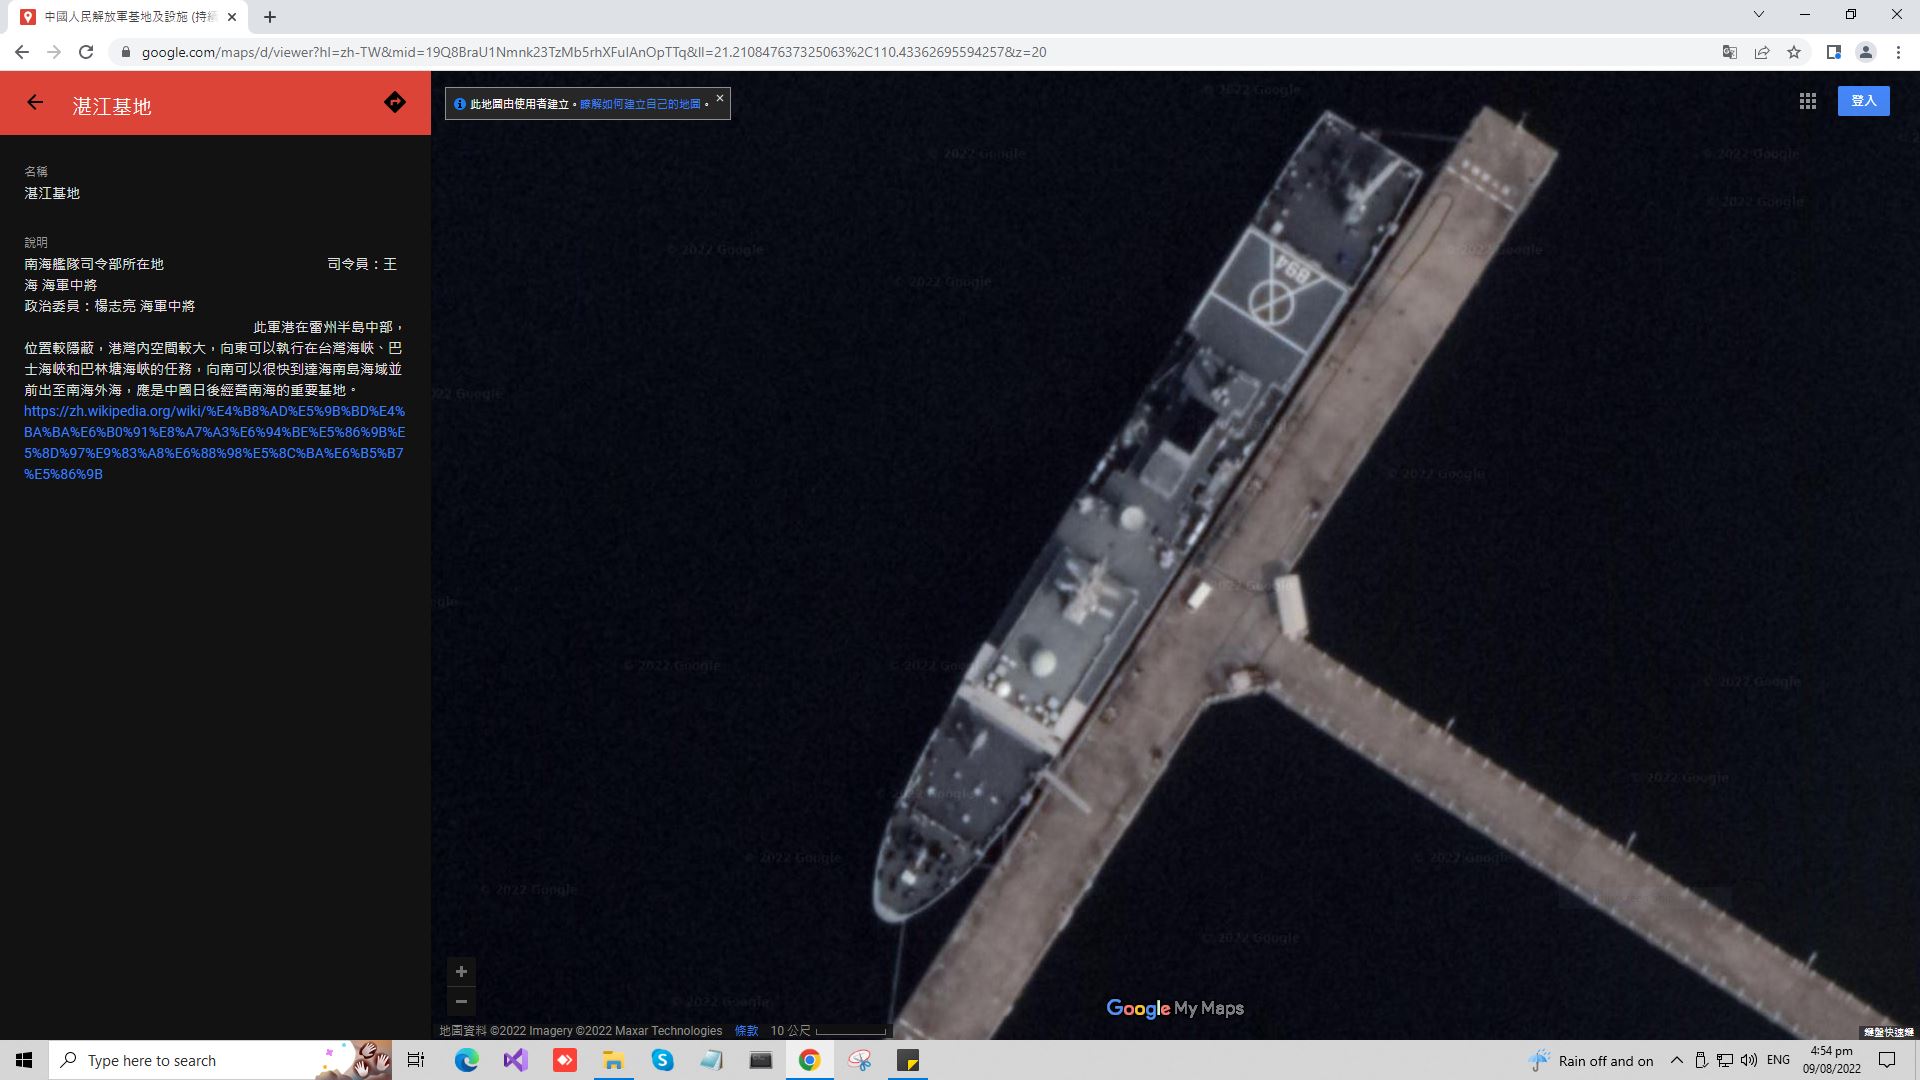 中國人民解放軍基地及設施 (持續
google.com/maps/d/viewer?hl=zh-TW&mid=19Q8BraU1Nmnk23TzMb5rhXFulAnOpTTq&ll=21.210847637325063%2C110.43362695594257&z=20
湛江基地
此地圖由使用者建立。瞭解如何建立自己的地圖。
登入
名稱
湛江基地
說明
南海艦隊司令部所在地 司令員：王
海 海軍中將
政治委員：楊志亮 海軍中將
此軍港在雷州半島中部，
位置較隱蔽，港灣內空間較大，向東可以執行在台灣海峽、巴
士海峽和巴林塘海峽的任務，向南可以很快到達海南島海域並
前出至南海外海，應是中國日後經營南海的重要基地。
https://zh.wikipedia.org/wiki/%E4%B8%AD%E5%9B%BD%E4%
BA%BA%E6%B0%91%E8%A7%A3%E6%94%BE%E5%86%9B%E
5%8D%97%E9%83%A8%E6%88%98%E5%8C%BA%E6%B5%B7
%E5%86%9B
894
© 2022 Google
Google My Maps
地圖資料 ©2022 Imagery ©2022 Maxar Technologies 條款 10 公尺
鍵盤快速鍵
Type here to search
Rain off and on
ENG
4:54 pm
09/08/2022